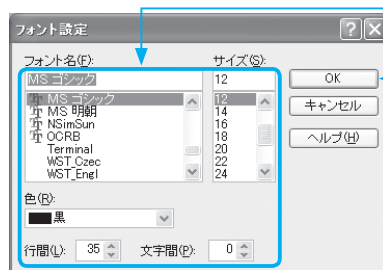 フォント設定
フォント名(F):
サイズ(S):
MS ゴシック
12
OK
MS ゴシック
12
MS 明朝
14
キャンセル
NSimSun
16
OCRB
18
ヘルプ(H)
Terminal
20
WST_Czec
22
WST_Engl
24
色(R):
黒
行間(L): 35 文字間(P): 0